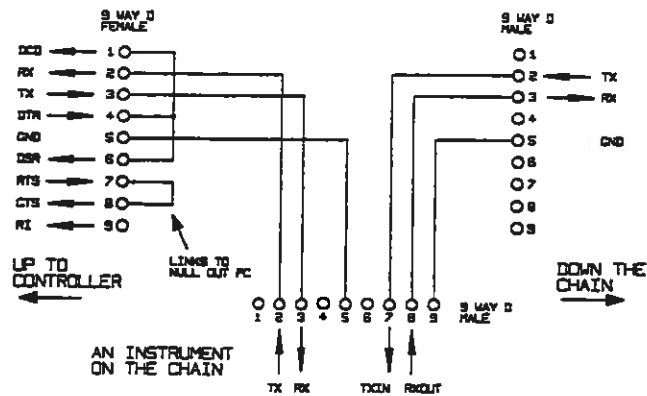 9 WAY D
FEMALE
DCD 1
RX 2
TX 3
DTR 4
GND 5
DSR 6
RTS 7
CTS 8
RI 9
LINKS TO
NULL OUT PC
UP TO
CONTROLLER
9 WAY D
MALE
1
2 TX
3 RX
4
5 GND
6
7
8
9
DOWN THE
CHAIN
1 2 3 4 5 6 7 8 9
9 WAY D
MALE
AN INSTRUMENT
ON THE CHAIN
TX RX TXIN RXOUT